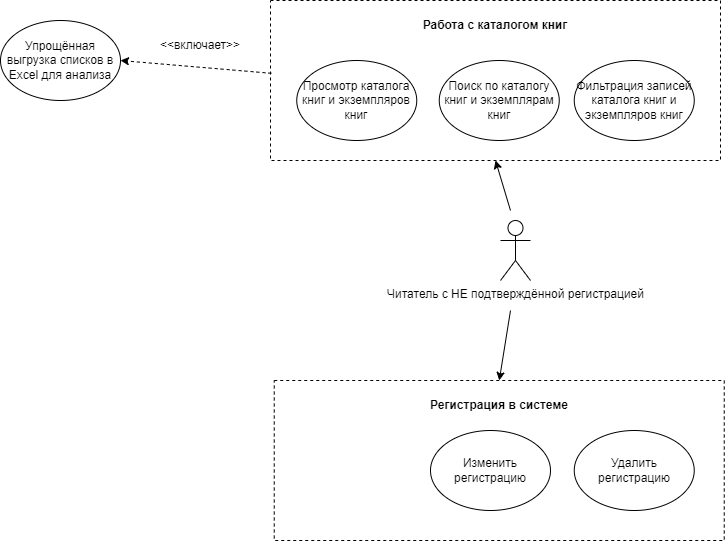 Работа с каталогом книг
Упрощённая
выгрузка списков в
Excel для анализа
<<включает>>
Просмотр каталога
книг и экземпляров
книг
Поиск по каталогу
книг и экземплярам
книг
Фильтрация записей
каталога книг и
экземпляров книг
Читатель с НЕ подтверждённой регистрацией
Регистрация в системе
Изменить
регистрацию
Удалить
регистрацию